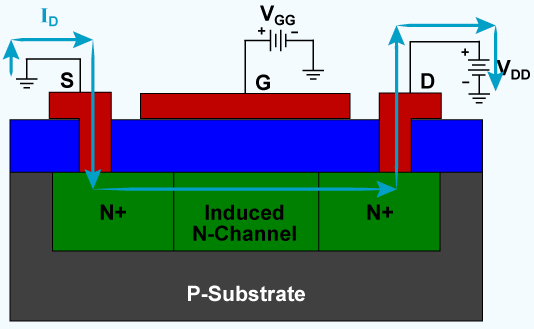 I_D
V_GG
+ −
S
G
D
+
−
V_DD
N+
Induced
N-Channel
N+
P-Substrate